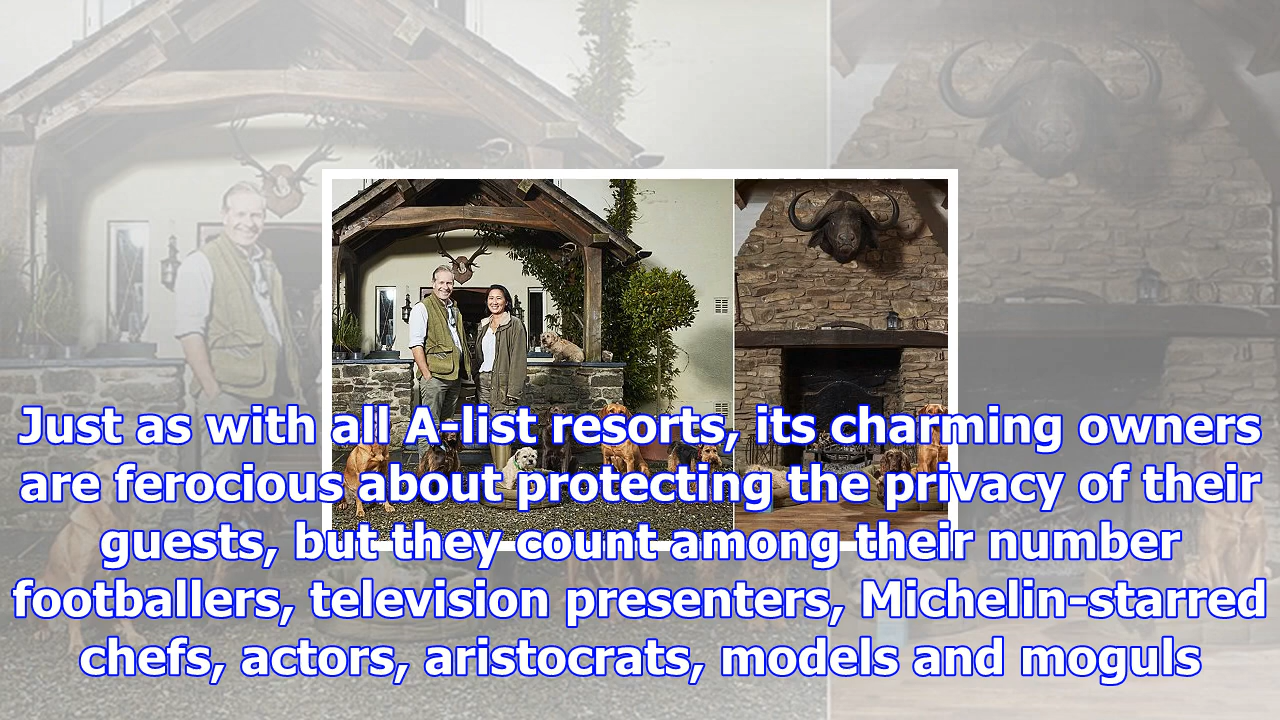 Just as with all A-list resorts, its charming owners
are ferocious about protecting the privacy of their
guests, but they count among their number
footballers, television presenters, Michelin-starred
chefs, actors, aristocrats, models and moguls